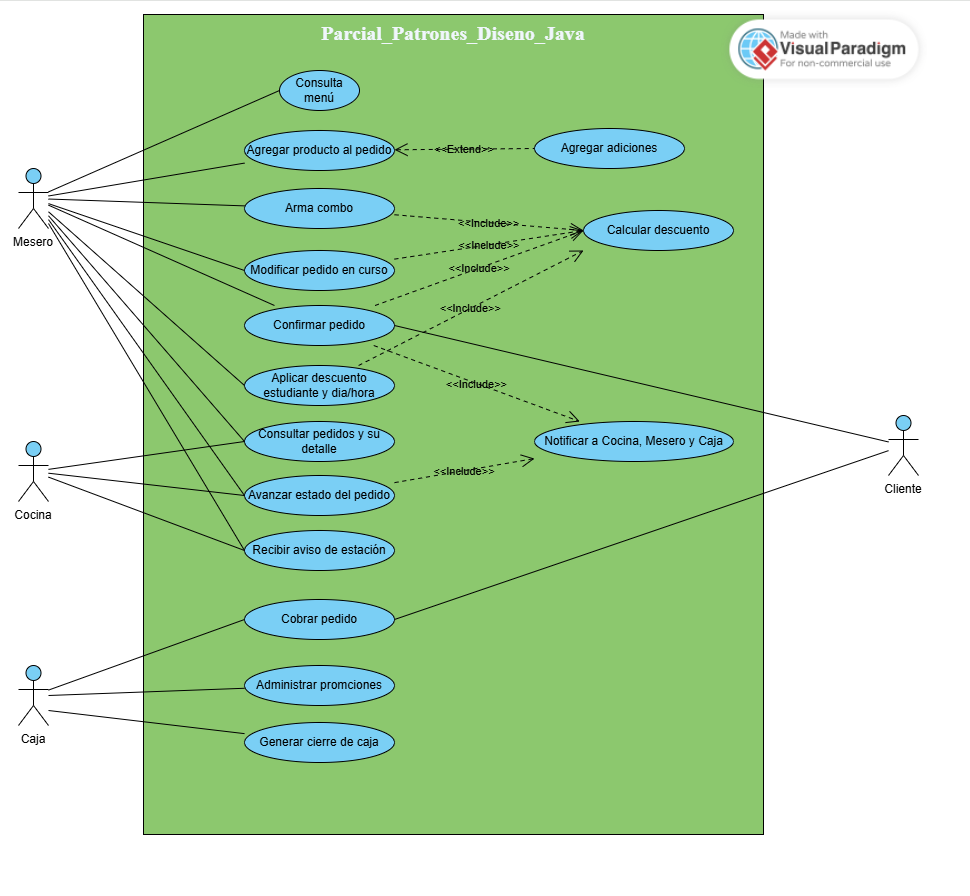 Parcial_Patrones_Diseno_Java
Made with
VisualParadigm
For non-commercial use
Consulta
menú
Agregar producto al pedido
<<Extend>>
Agregar adiciones
Mesero
Arma combo
<<Include>>
Calcular descuento
<<Include>>
Modificar pedido en curso
<<Include>>
<<Include>>
Confirmar pedido
Aplicar descuento
estudiante y dia/hora
<<Include>>
Consultar pedidos y su
detalle
Notificar a Cocina, Mesero y Caja
<<Include>>
Cliente
Avanzar estado del pedido
Cocina
Recibir aviso de estación
Cobrar pedido
Administrar promciones
Caja
Generar cierre de caja